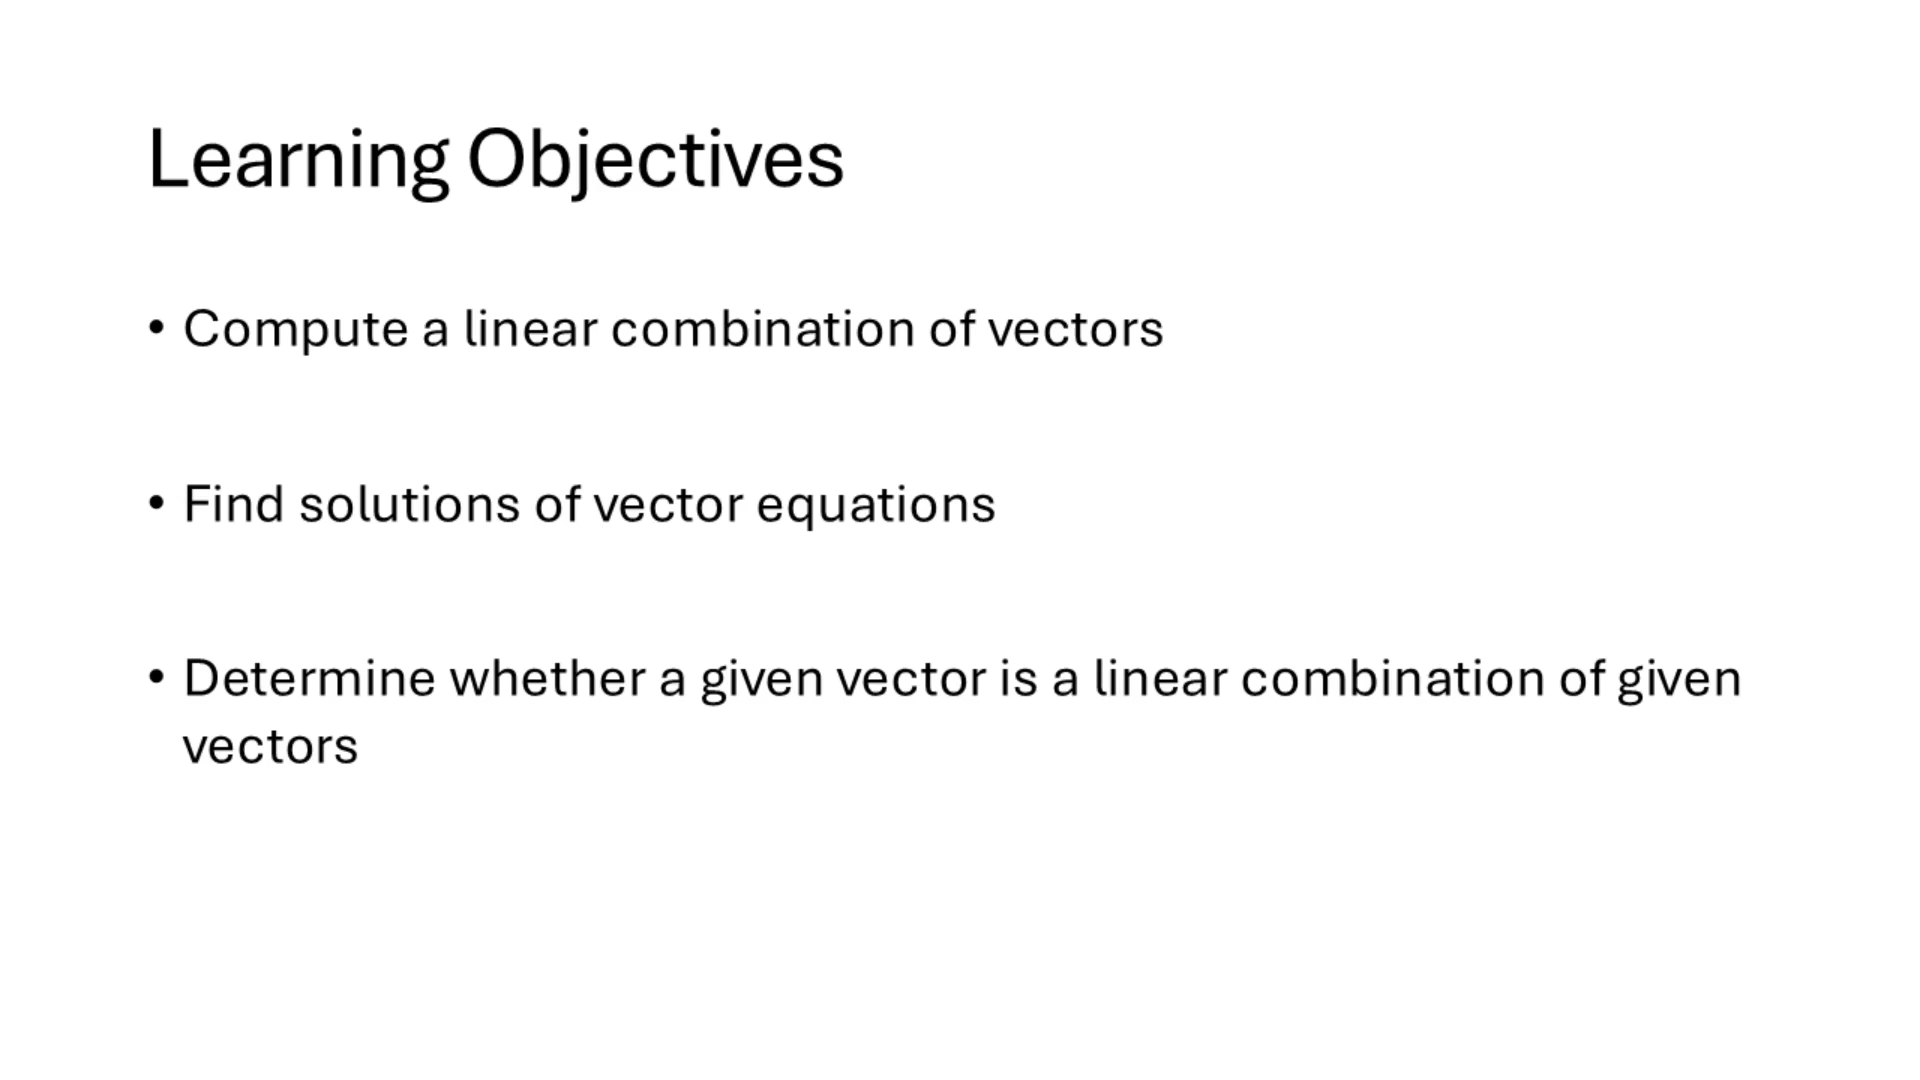 Learning Objectives
• Compute a linear combination of vectors
• Find solutions of vector equations
• Determine whether a given vector is a linear combination of given
vectors